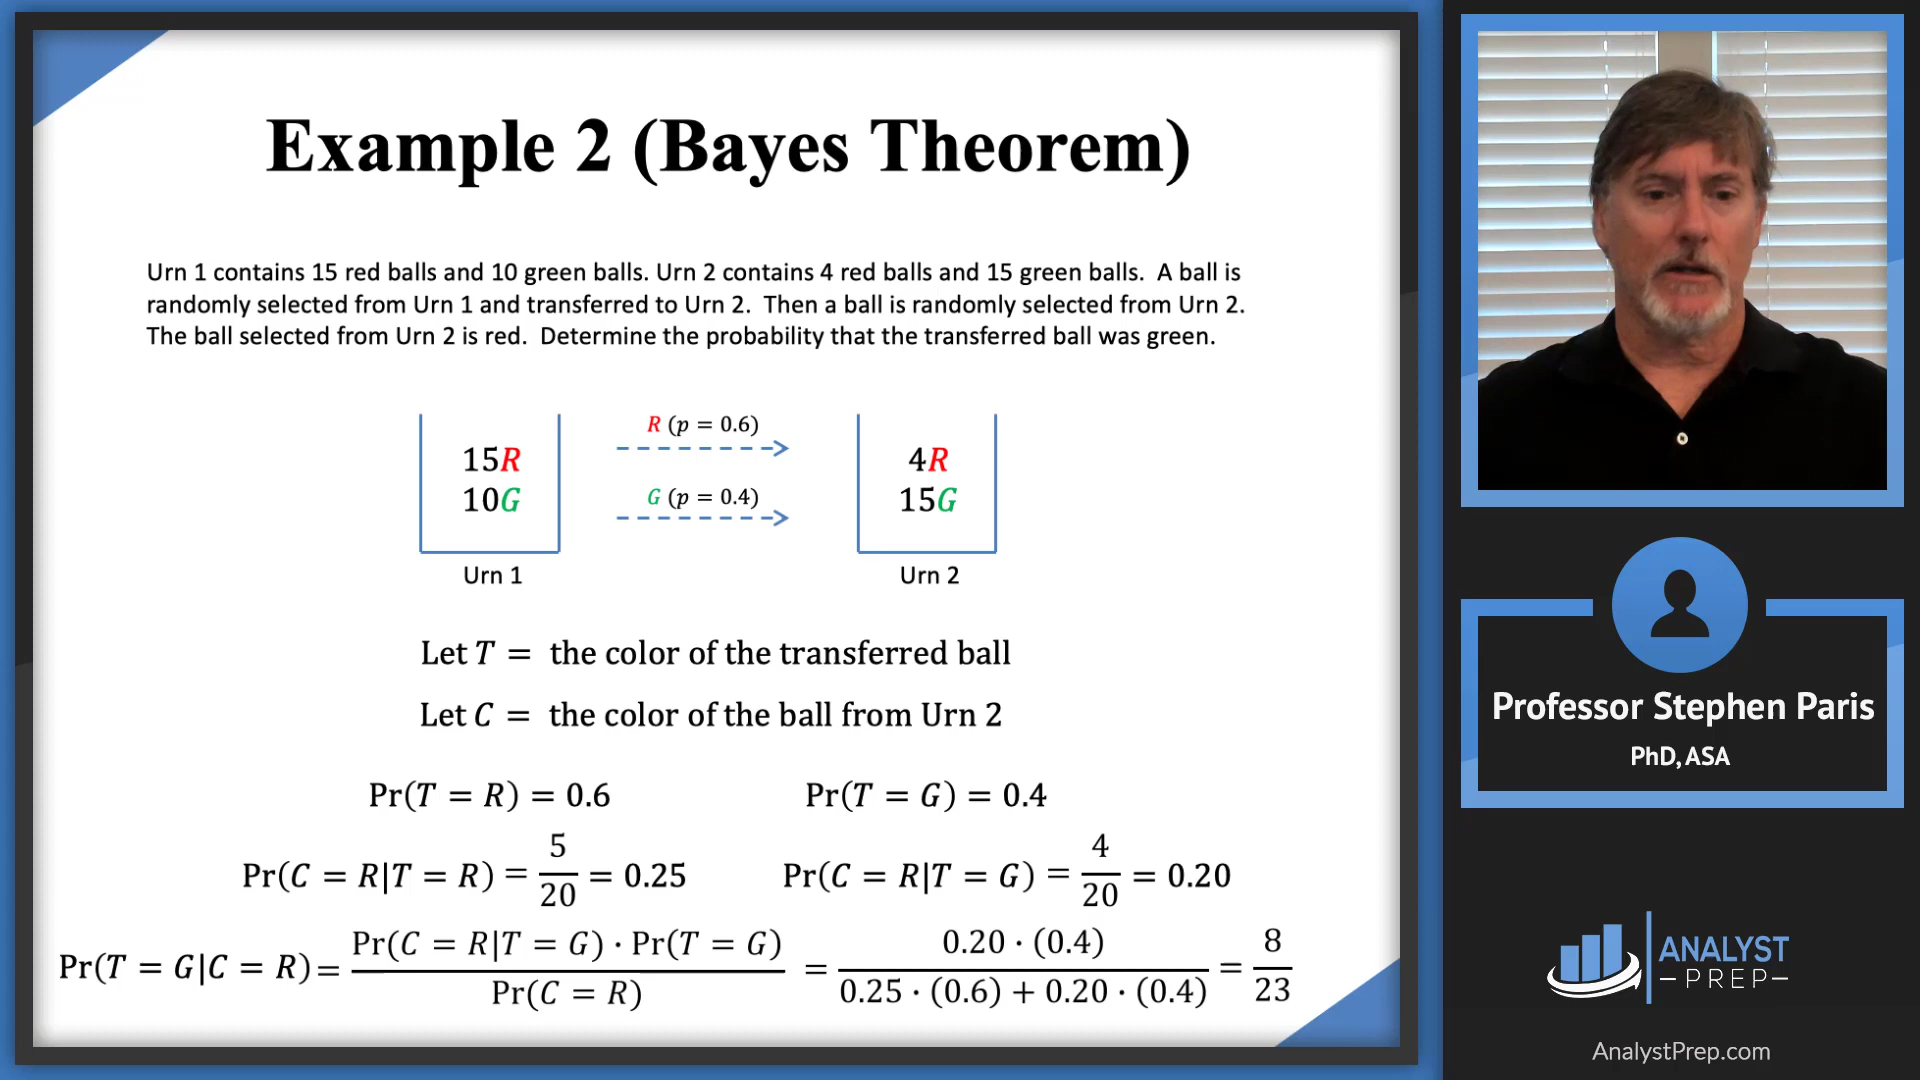 Example 2 (Bayes Theorem)
Urn 1 contains 15 red balls and 10 green balls. Urn 2 contains 4 red balls and 15 green balls. A ball is
randomly selected from Urn 1 and transferred to Urn 2. Then a ball is randomly selected from Urn 2.
The ball selected from Urn 2 is red. Determine the probability that the transferred ball was green.
15R
10G
Urn 1
R (p = 0.6)
G (p = 0.4)
4R
15G
Urn 2
Let T = the color of the transferred ball
Let C = the color of the ball from Urn 2
Pr(T = R) = 0.6
Pr(T = G) = 0.4
Pr(C = R|T = R) = 5/20 = 0.25
Pr(C = R|T = G) = 4/20 = 0.20
Pr(T = G|C = R) = Pr(C = R|T = G) · Pr(T = G) / Pr(C = R) = 0.20 · (0.4) / 0.25 · (0.6) + 0.20 · (0.4) = 8/23
Professor Stephen Paris
PhD, ASA
ANALYST
–PREP–
AnalystPrep.com